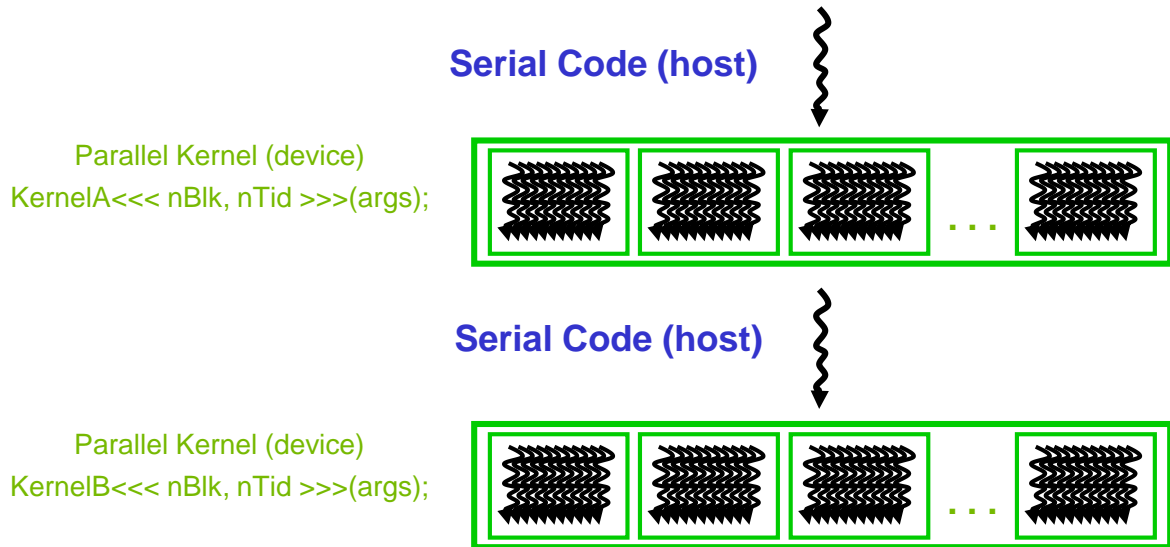 Serial Code (host)
Parallel Kernel (device)
KernelA<<< nBlk, nTid >>>(args);
. . .
Serial Code (host)
Parallel Kernel (device)
KernelB<<< nBlk, nTid >>>(args);
. . .